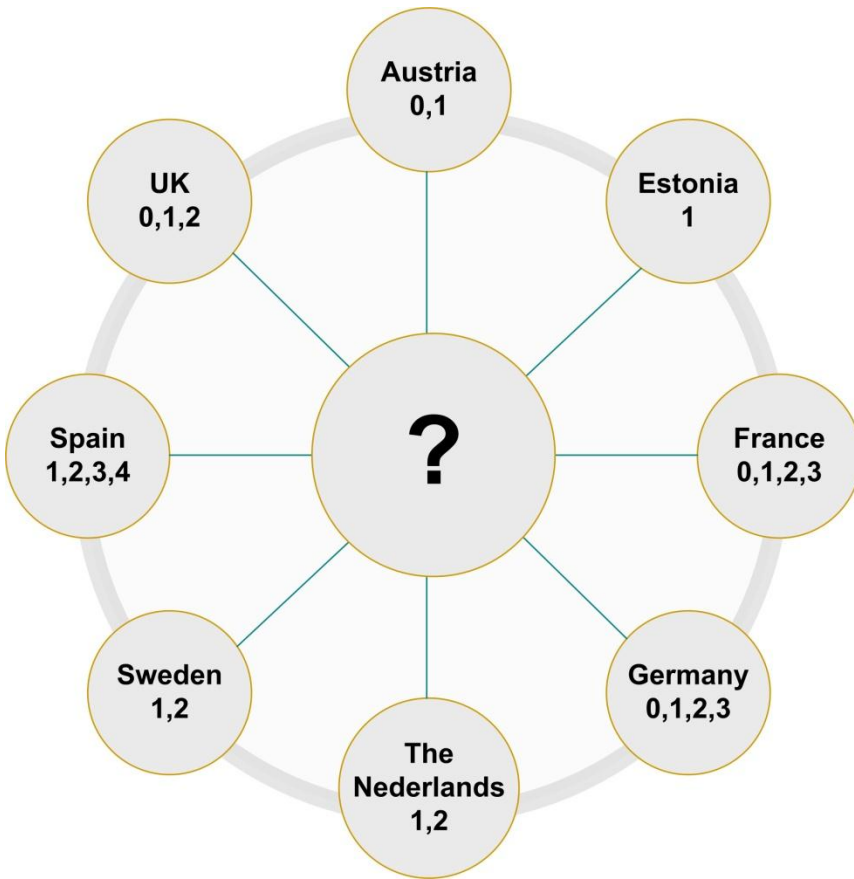 Austria
0,1
UK
0,1,2
Estonia
1
Spain
1,2,3,4
?
France
0,1,2,3
Sweden
1,2
Germany
0,1,2,3
The
Nederlands
1,2